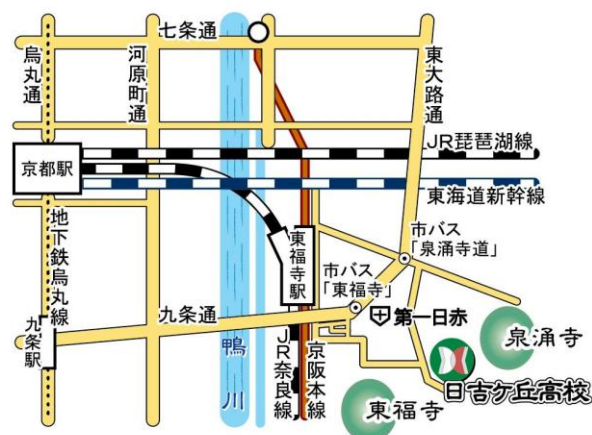 七条通
烏丸通
河原町通
東大路通
JR琵琶湖線
京都駅
東海道新幹線
地下鉄烏丸線
東福寺駅
市バス
「泉涌寺道」
市バス
「東福寺」
九条通
第一日赤
九条駅
鴨川
JR奈良線
京阪本線
泉涌寺
日吉ケ丘高校
東福寺